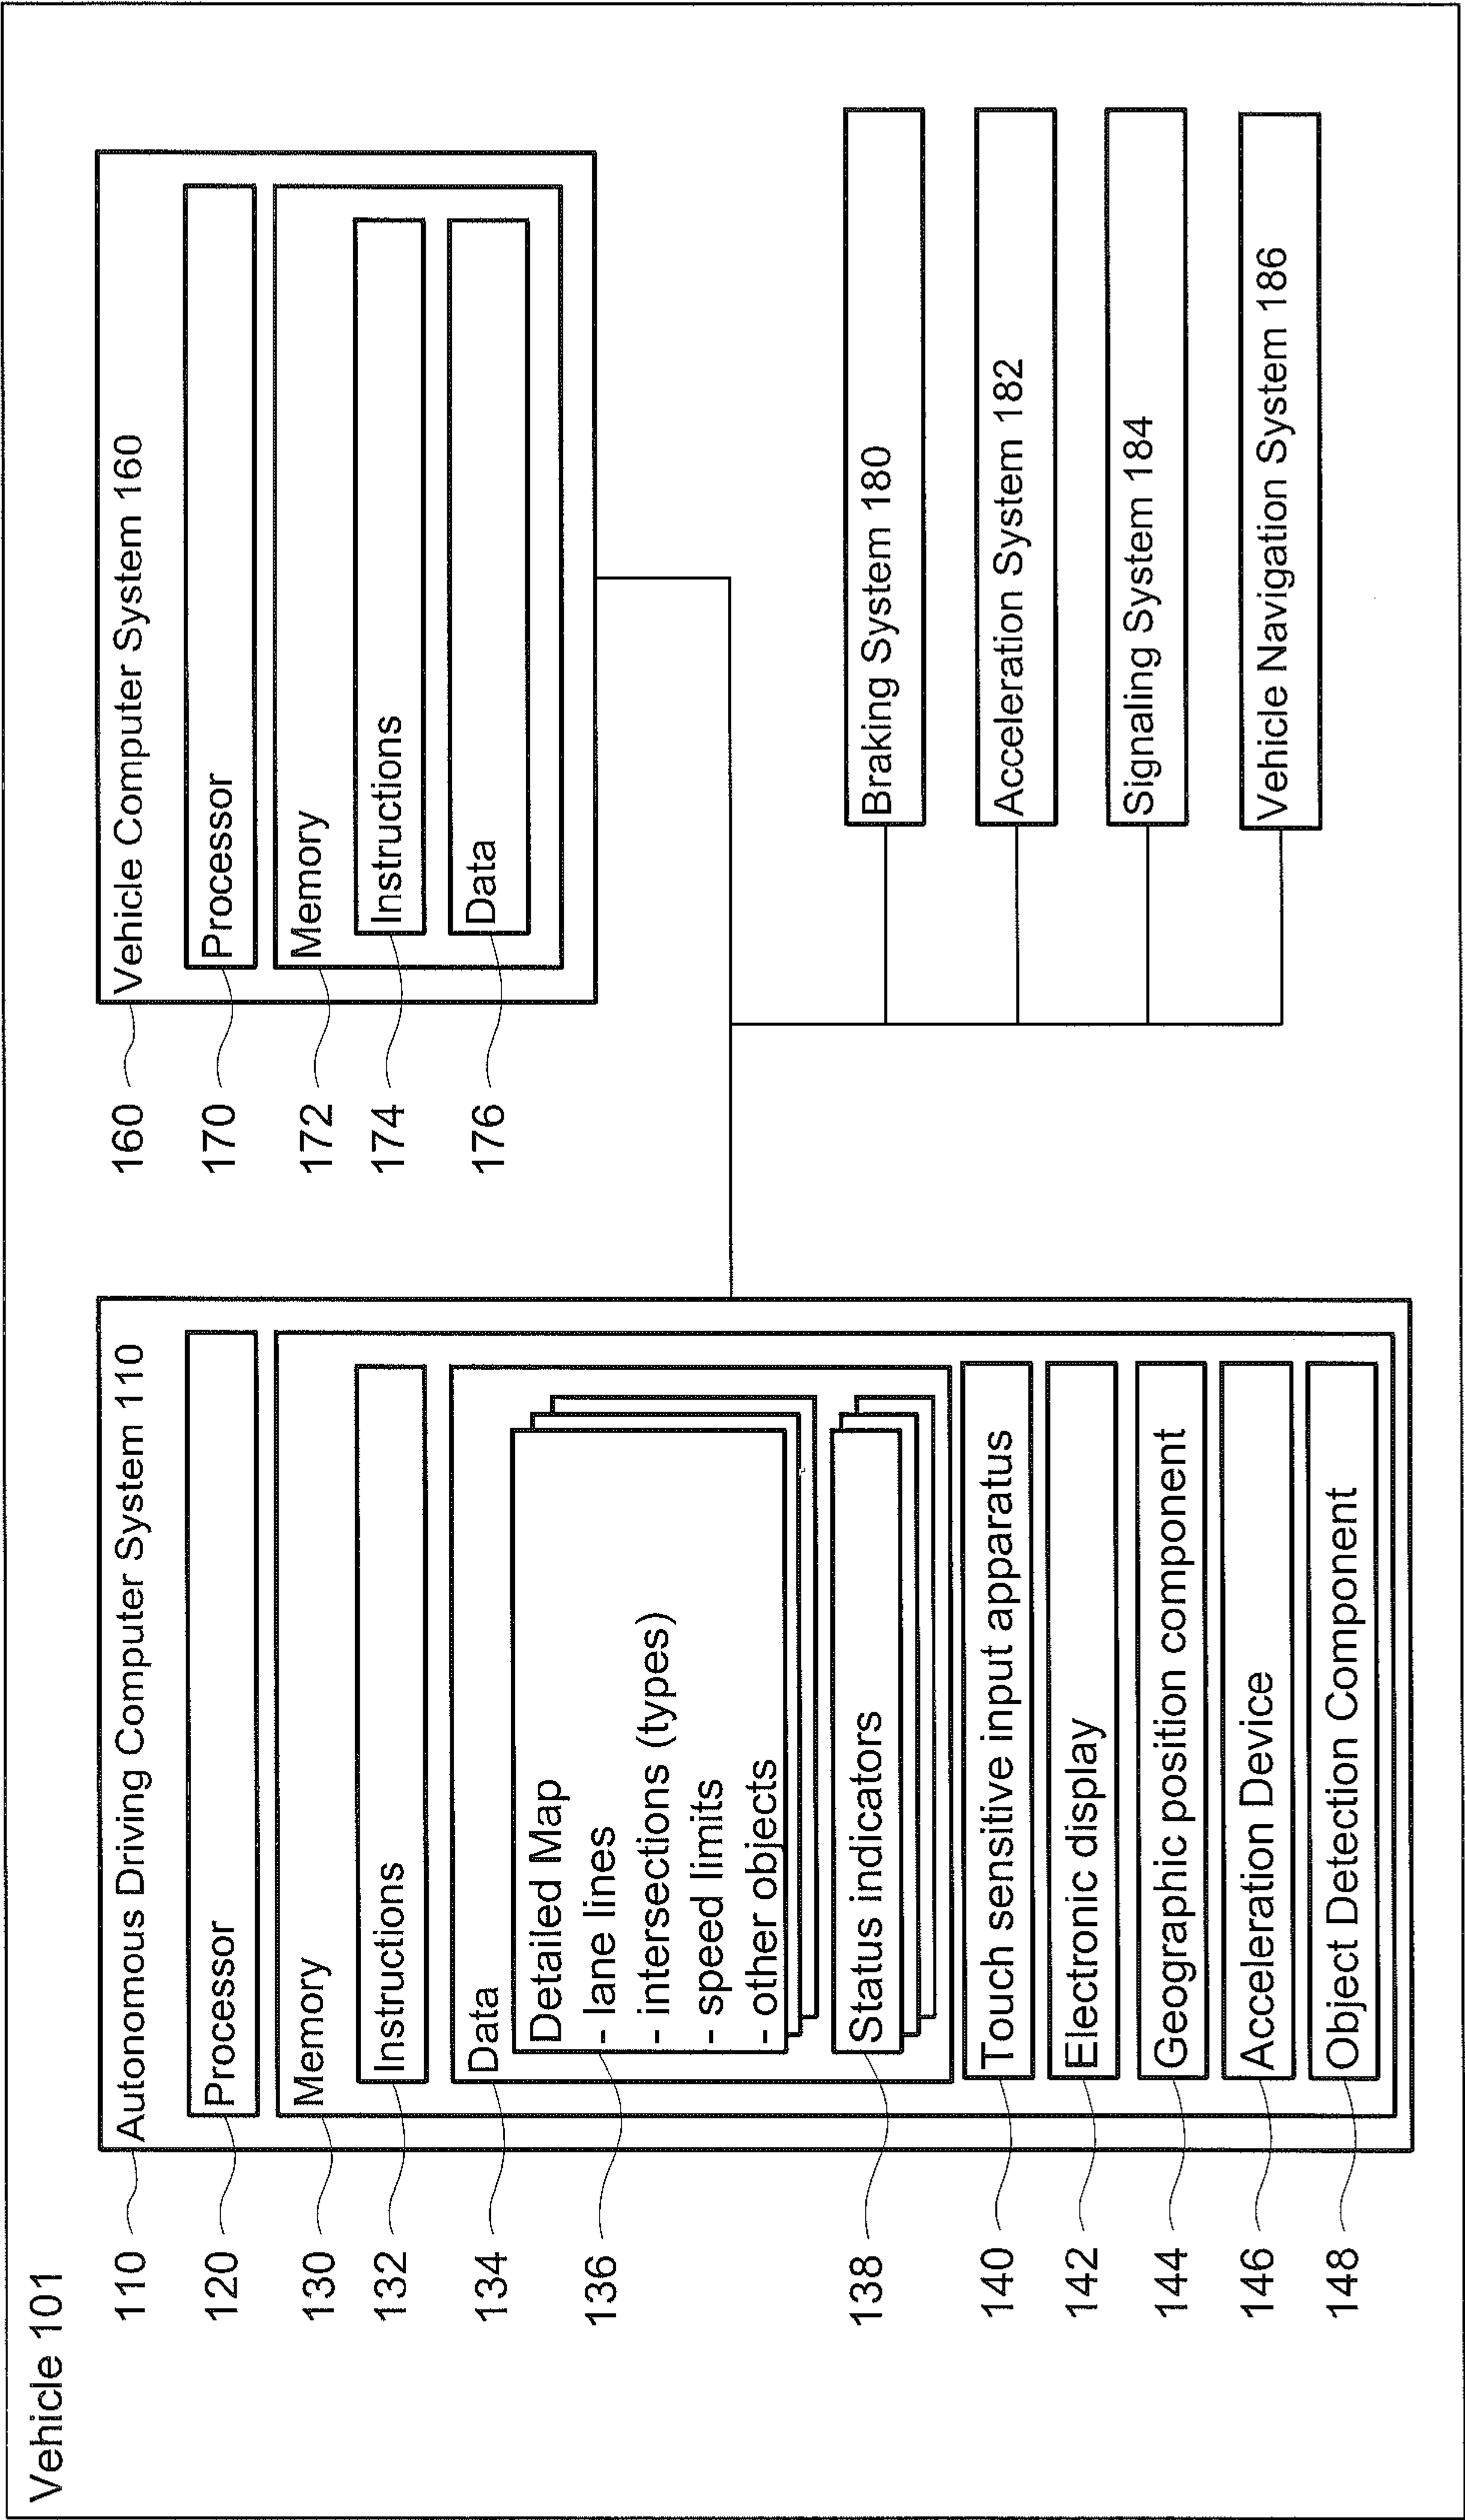 Vehicle 101
110
Autonomous Driving Computer System 110
120
Processor
130
Memory
132
Instructions
134
Data
136
Detailed Map
- lane lines
- intersections (types)
- speed limits
- other objects
138
Status indicators
140
Touch sensitive input apparatus
142
Electronic display
144
Geographic position component
146
Acceleration Device
148
Object Detection Component
160
Vehicle Computer System 160
170
Processor
172
Memory
174
Instructions
176
Data
Braking System 180
Acceleration System 182
Signaling System 184
Vehicle Navigation System 186